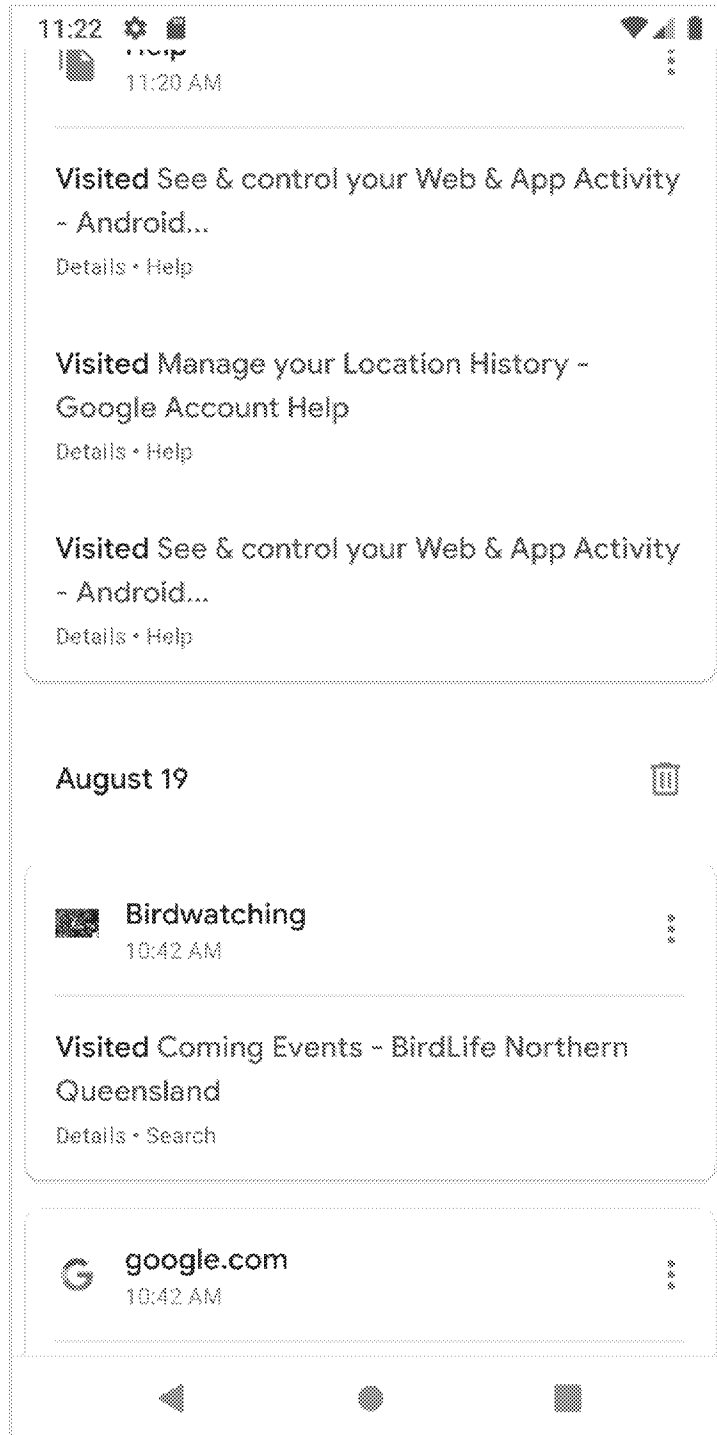 11:22
Help
11:20 AM
Visited See & control your Web & App Activity
- Android...
Details • Help
Visited Manage your Location History -
Google Account Help
Details • Help
Visited See & control your Web & App Activity
- Android...
Details • Help
August 19
Birdwatching
10:42 AM
Visited Coming Events - BirdLife Northern
Queensland
Details • Search
google.com
10:42 AM